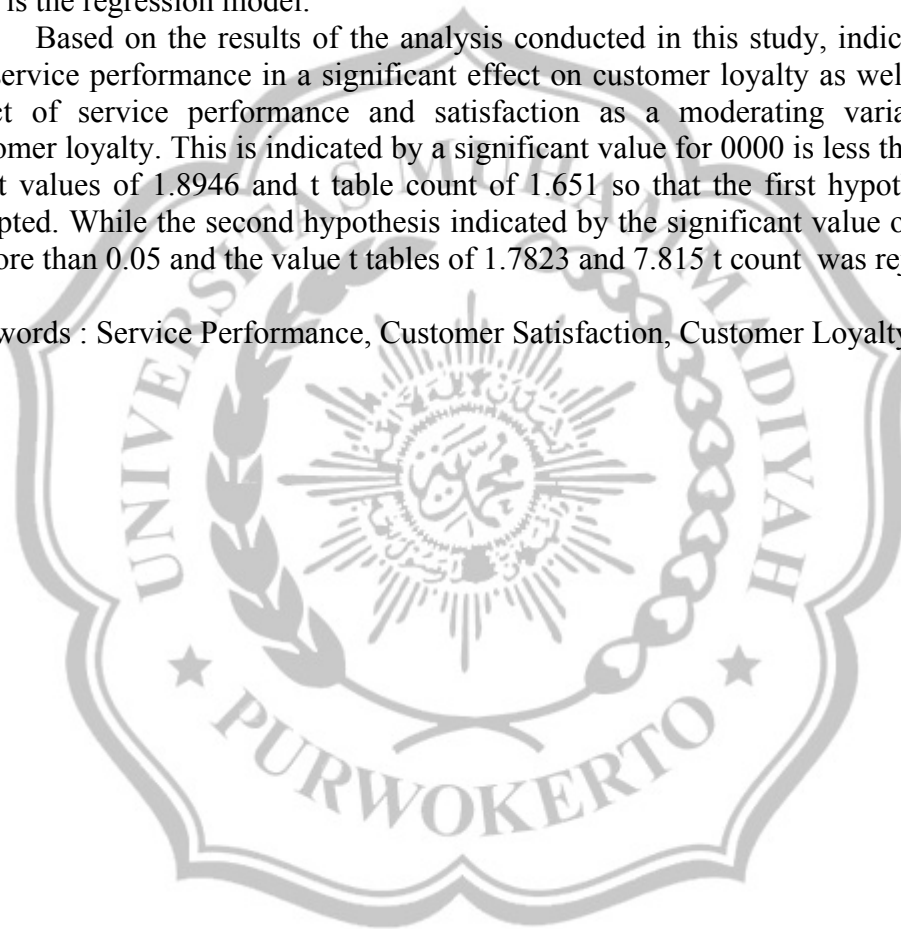 is the regression model.
Based on the results of the analysis conducted in this study, indic
service performance in a significant effect on customer loyalty as well
ct of service performance and satisfaction as a moderating varia
omer loyalty. This is indicated by a significant value for 0000 is less th
t values of 1.8946 and t table count of 1.651 so that the first hypot
pted. While the second hypothesis indicated by the significant value o
ore than 0.05 and the value t tables of 1.7823 and 7.815 t count was re
words : Service Performance, Customer Satisfaction, Customer Loyalty
UNIVERSITAS MUHAMMADIYAH
PURWOKERTO